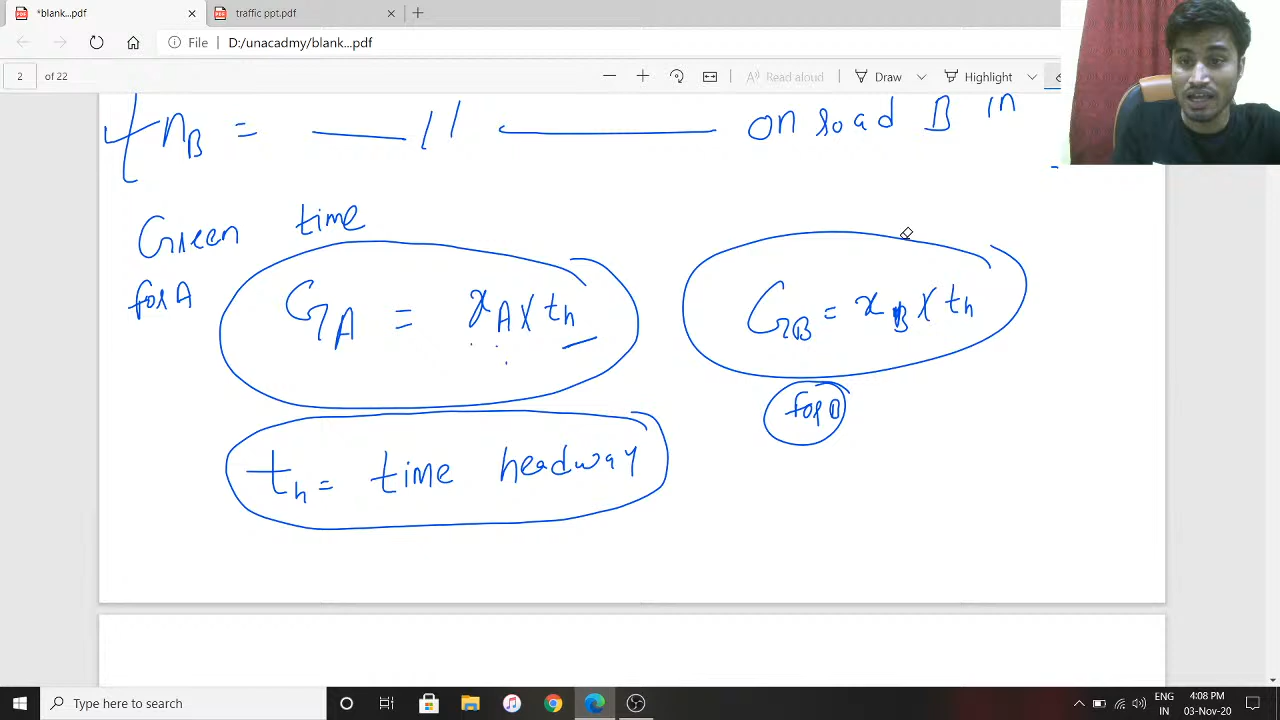 *blank.pdf
traffic ppt.pdf
File D:/unacadmy/blank...pdf
2 of 22
Read aloud Draw Highlight
nB = — 11 — on road B in
Green time
for A
GA = xA x th
GB = xB x th
for B
th = time headway
Type here to search
ENG
IN
4:08 PM
03-Nov-20